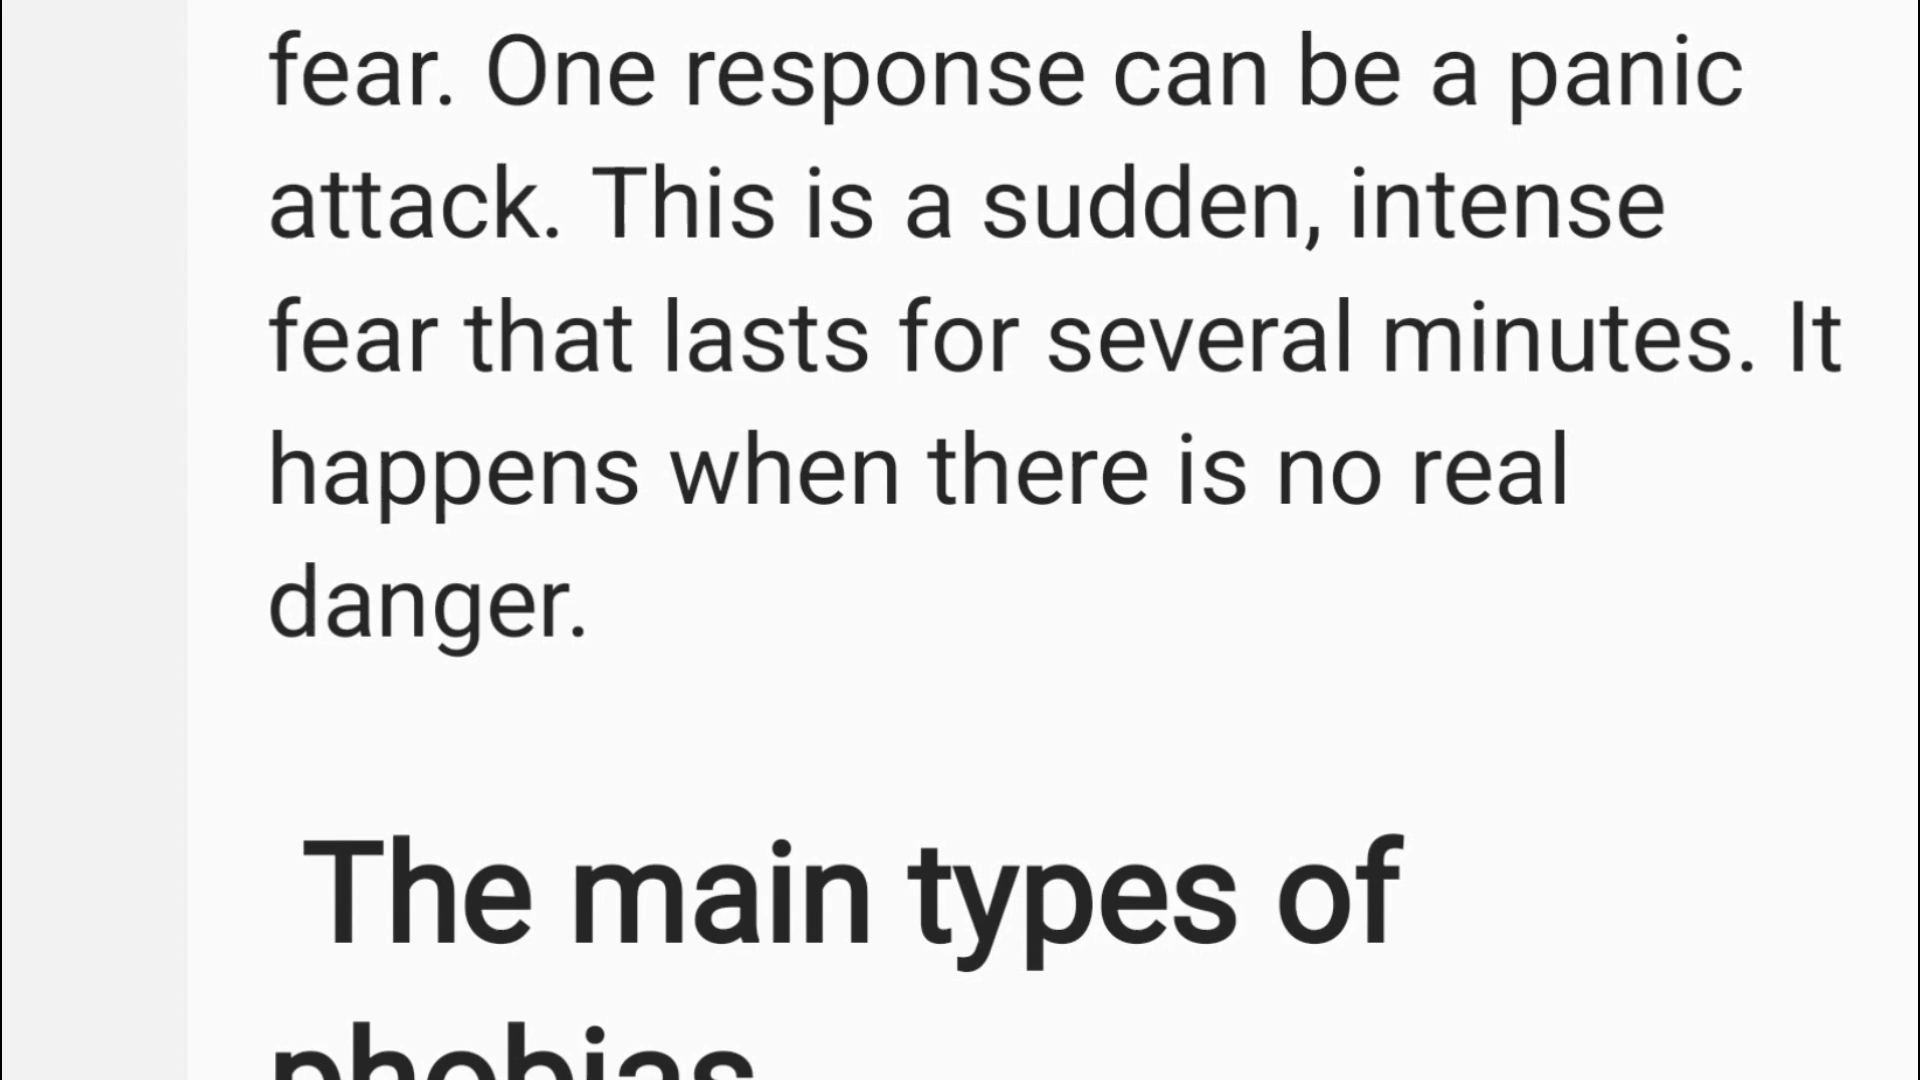 fear. One response can be a panic
attack. This is a sudden, intense
fear that lasts for several minutes. It
happens when there is no real
danger.
The main types of
phobias